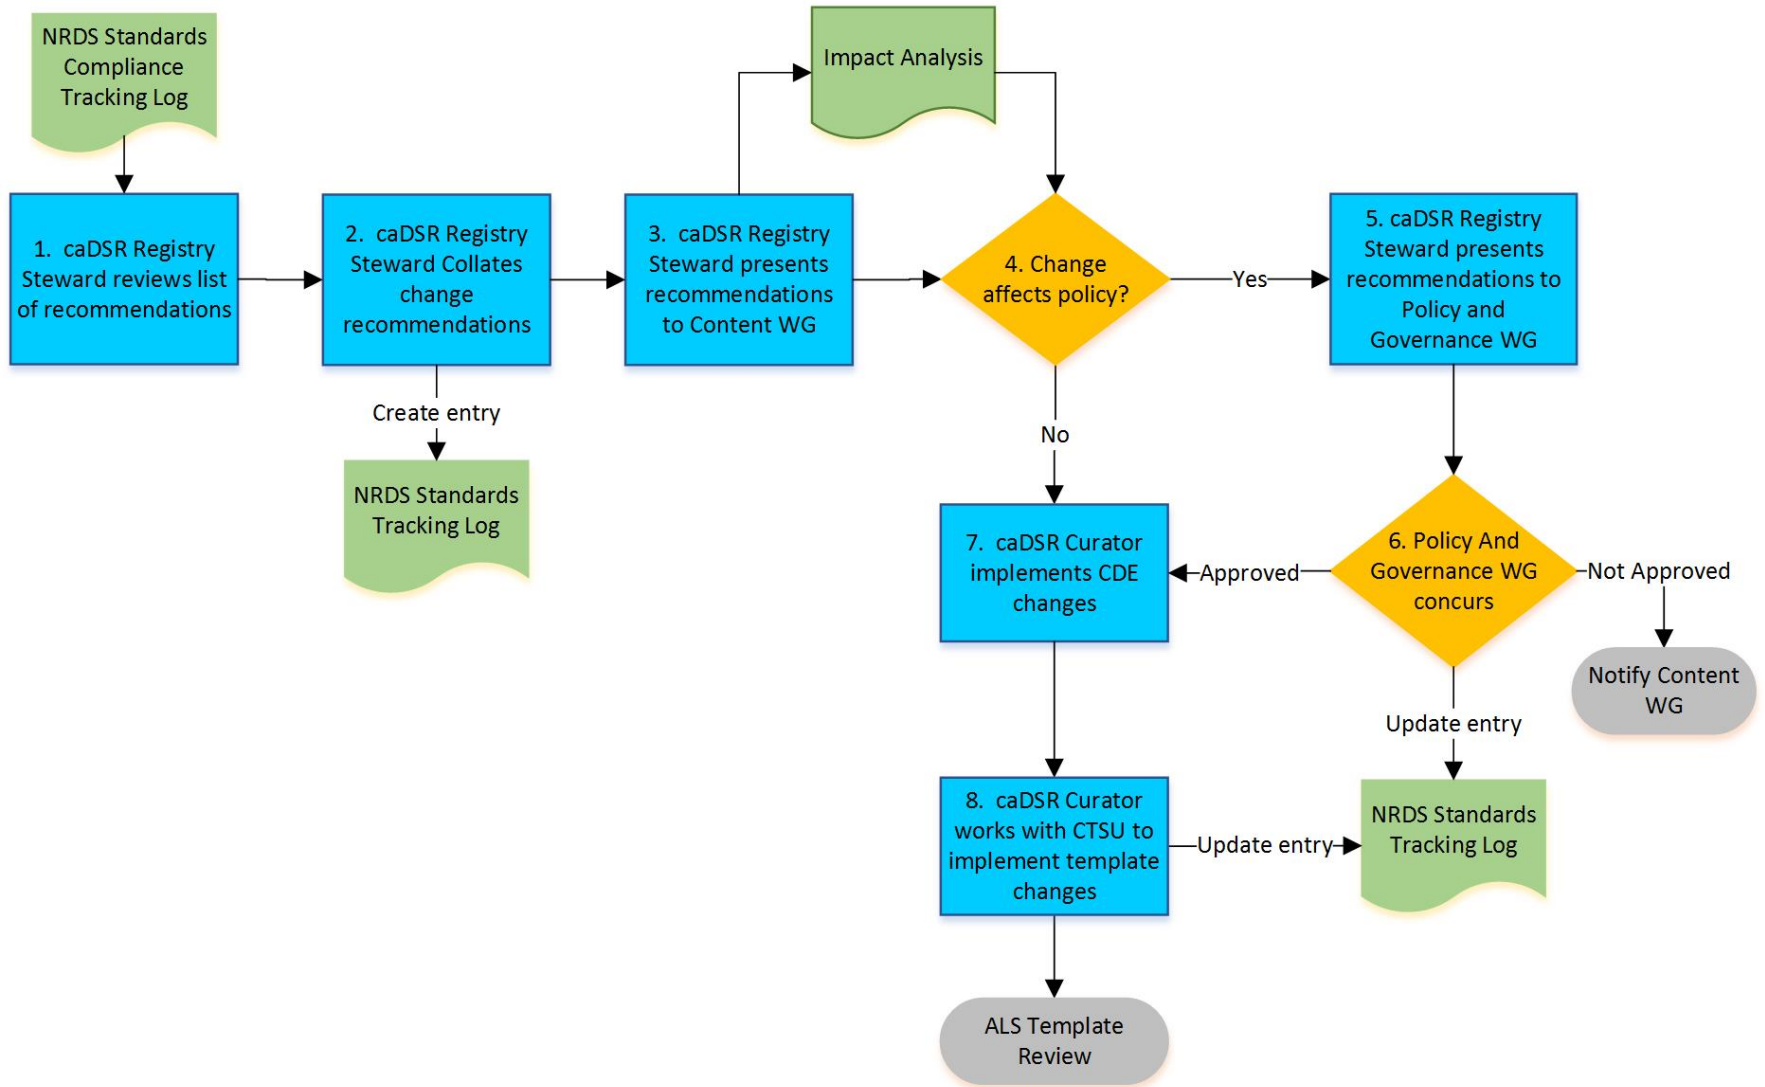 NRDS Standards
Compliance
Tracking Log
Impact Analysis
1. caDSR Registry
Steward reviews list
of recommendations
2. caDSR Registry
Steward Collates
change
recommendations
3. caDSR Registry
Steward presents
recommendations
to Content WG
4. Change
affects policy?
Yes
5. caDSR Registry
Steward presents
recommendations to
Policy and
Governance WG
Create entry
NRDS Standards
Tracking Log
No
7. caDSR Curator
implements CDE
changes
Approved
6. Policy And
Governance WG
concurs
Not Approved
Notify Content
WG
Update entry
8. caDSR Curator
works with CTSU to
implement template
changes
Update entry
NRDS Standards
Tracking Log
ALS Template
Review